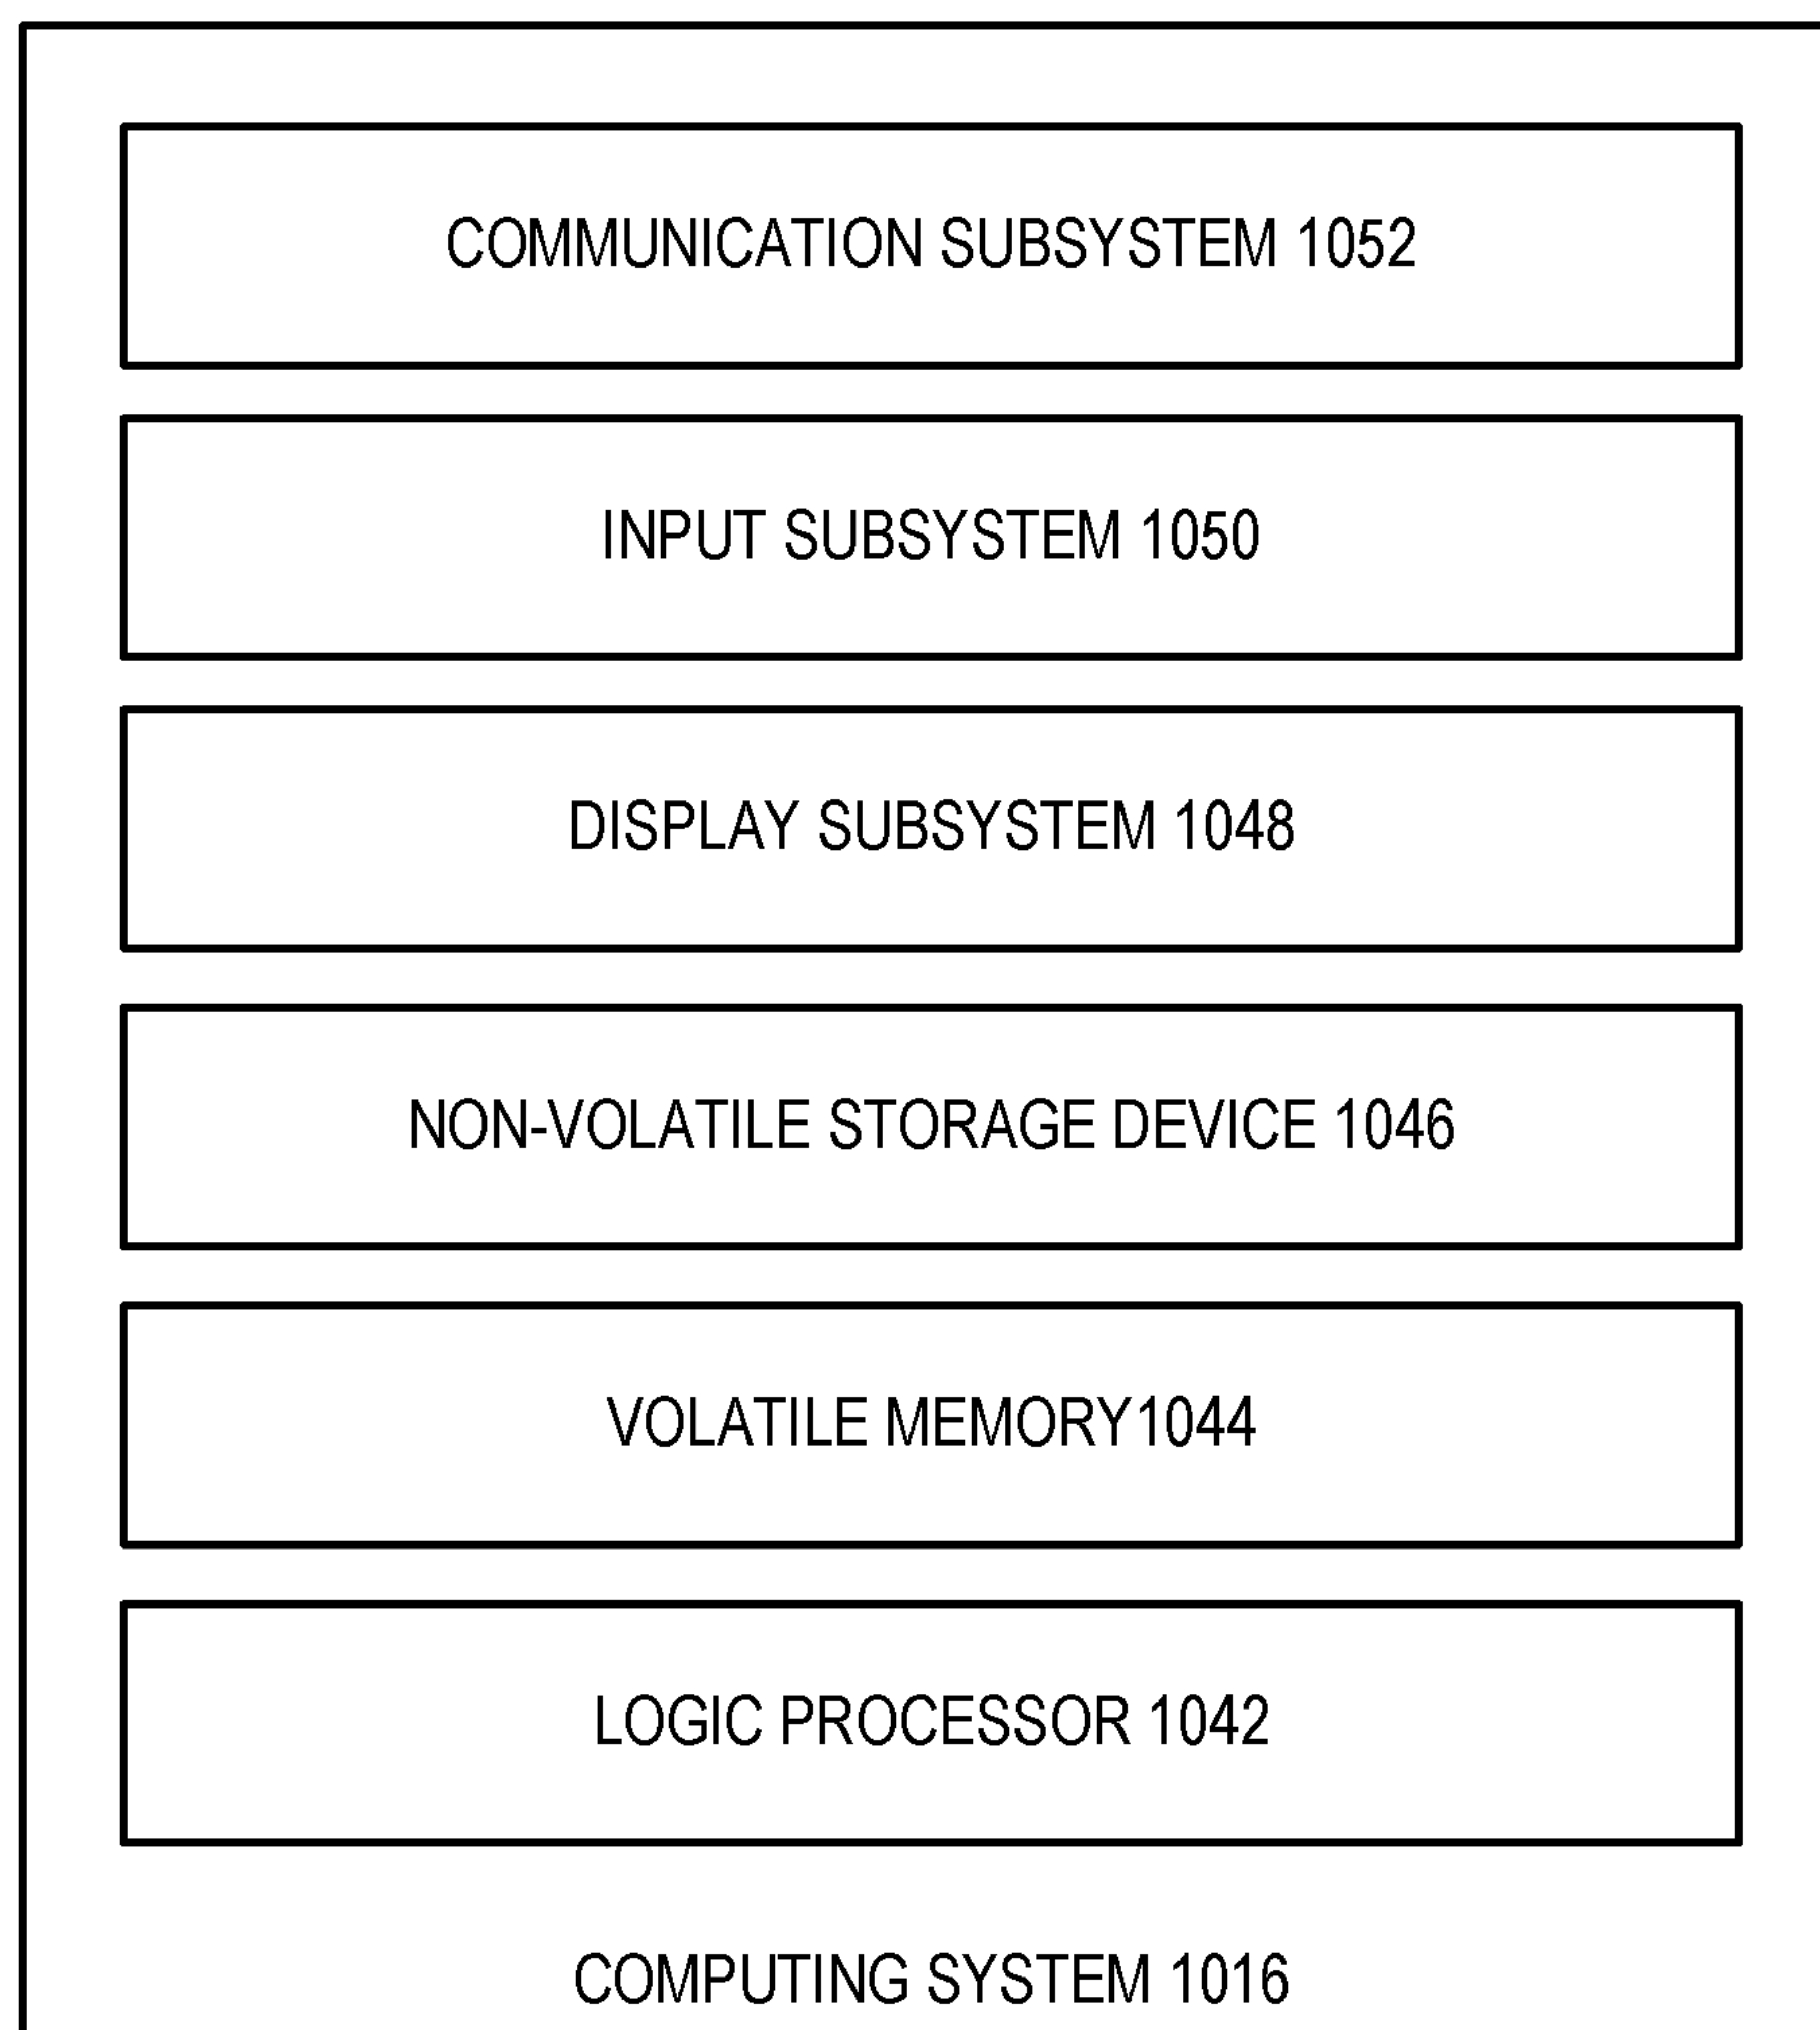 COMMUNICATION SUBSYSTEM 1052
INPUT SUBSYSTEM 1050
DISPLAY SUBSYSTEM 1048
NON-VOLATILE STORAGE DEVICE 1046
VOLATILE MEMORY1044
LOGIC PROCESSOR 1042
COMPUTING SYSTEM 1016